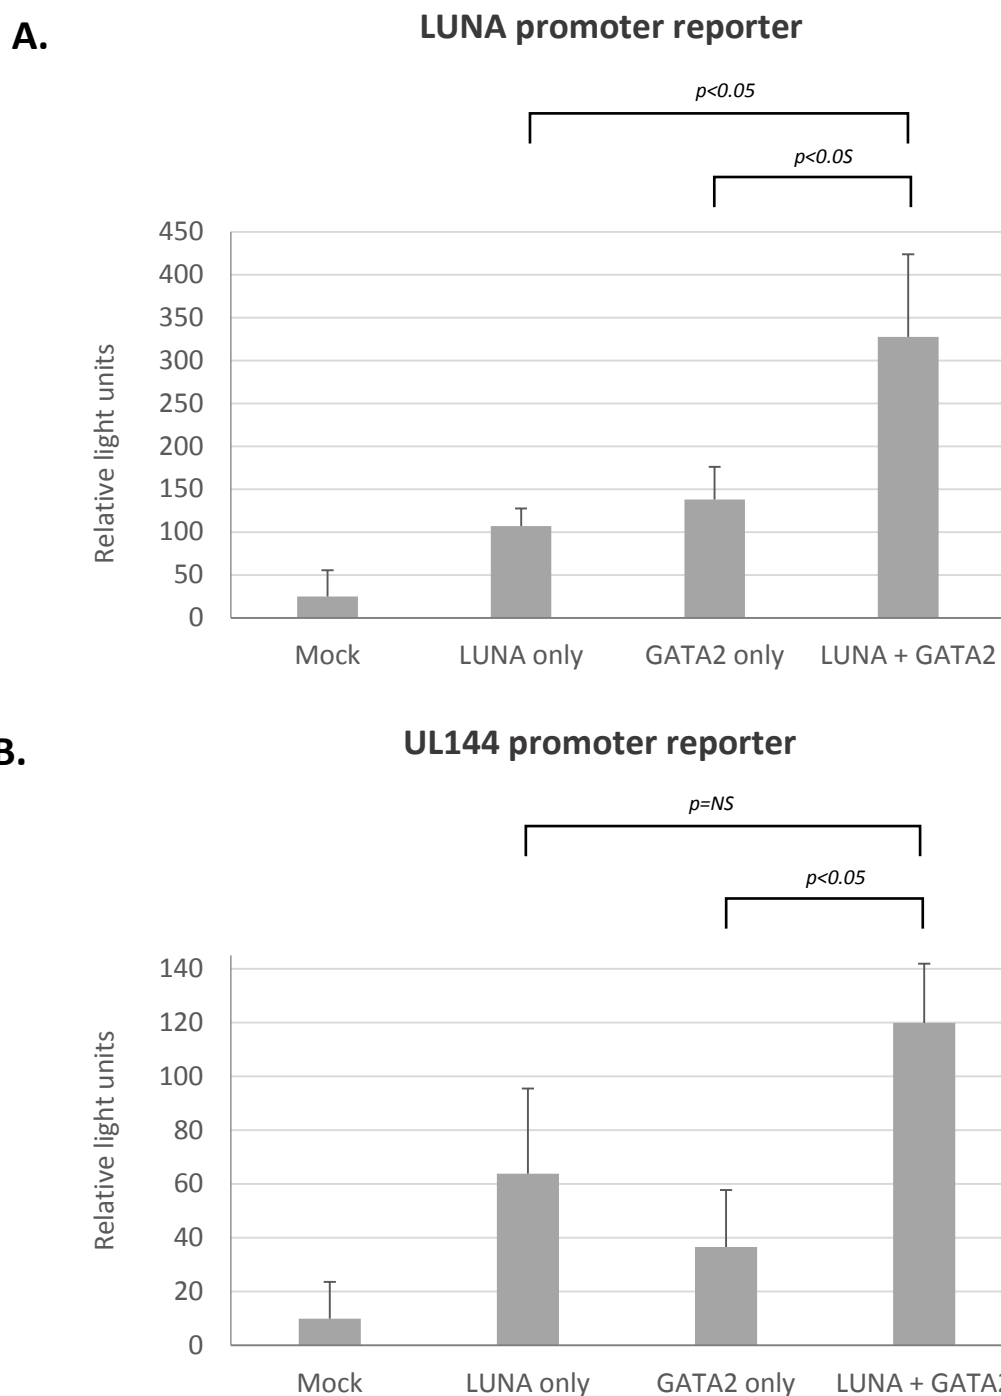 A.
LUNA promoter reporter
p<0.05
p<0.0S
450
400
350
300
250
200
150
100
50
0
Relative light units
Mock LUNA only GATA2 only LUNA + GATA2
B.
UL144 promoter reporter
p=NS
p<0.05
140
120
100
80
60
40
20
0
Relative light units
Mock LUNA only GATA2 only LUNA + GATA2